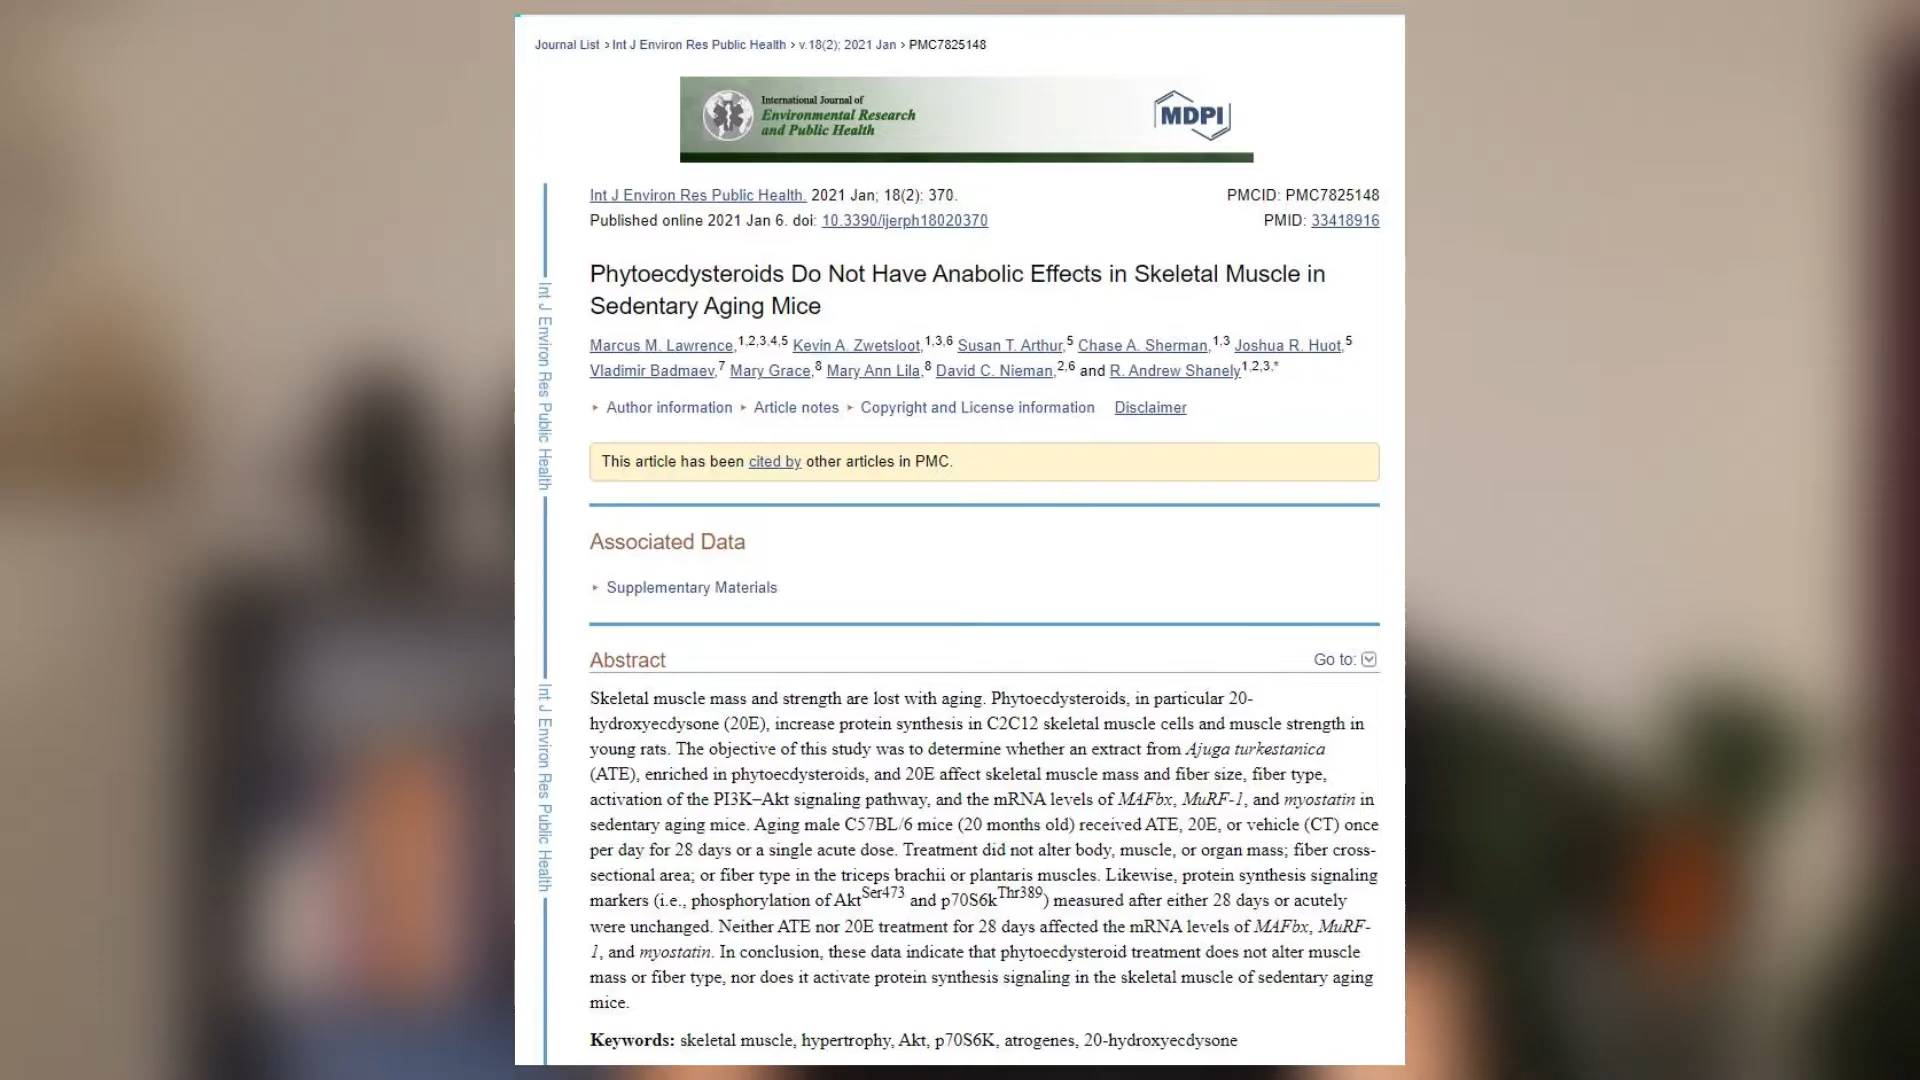 Journal List > Int J Environ Res Public Health > v.18(2); 2021 Jan > PMC7825148
International Journal of
Environmental Research
and Public Health
MDPI
Int J Environ Res Public Health. 2021 Jan; 18(2): 370.
PMCID: PMC7825148
Published online 2021 Jan 6. doi: 10.3390/ijerph18020370
PMID: 33418916
Phytoecdysteroids Do Not Have Anabolic Effects in Skeletal Muscle in
Sedentary Aging Mice
Marcus M. Lawrence,1,2,3,4,5 Kevin A. Zwetsloot,1,3,6 Susan T. Arthur,5 Chase A. Sherman,1,3 Joshua R. Huot,5
Vladimir Badmaev,7 Mary Grace,8 Mary Ann Lila,8 David C. Nieman,2,6 and R. Andrew Shanely1,2,3,*
▸ Author information ▸ Article notes ▸ Copyright and License information Disclaimer
This article has been cited by other articles in PMC.
Associated Data
▸ Supplementary Materials
Abstract
Go to:
Skeletal muscle mass and strength are lost with aging. Phytoecdysteroids, in particular 20-
hydroxyecdysone (20E), increase protein synthesis in C2C12 skeletal muscle cells and muscle strength in
young rats. The objective of this study was to determine whether an extract from Ajuga turkestanica
(ATE), enriched in phytoecdysteroids, and 20E affect skeletal muscle mass and fiber size, fiber type,
activation of the PI3K–Akt signaling pathway, and the mRNA levels of MAFbx, MuRF-1, and myostatin in
sedentary aging mice. Aging male C57BL/6 mice (20 months old) received ATE, 20E, or vehicle (CT) once
per day for 28 days or a single acute dose. Treatment did not alter body, muscle, or organ mass; fiber cross-
sectional area; or fiber type in the triceps brachii or plantaris muscles. Likewise, protein synthesis signaling
markers (i.e., phosphorylation of AktSer473 and p70S6kThr389) measured after either 28 days or acutely
were unchanged. Neither ATE nor 20E treatment for 28 days affected the mRNA levels of MAFbx, MuRF-
1, and myostatin. In conclusion, these data indicate that phytoecdysteroid treatment does not alter muscle
mass or fiber type, nor does it activate protein synthesis signaling in the skeletal muscle of sedentary aging
mice.
Keywords: skeletal muscle, hypertrophy, Akt, p70S6K, atrogenes, 20-hydroxyecdysone
Int J Environ Res Public Health
Int J Environ Res Public Health